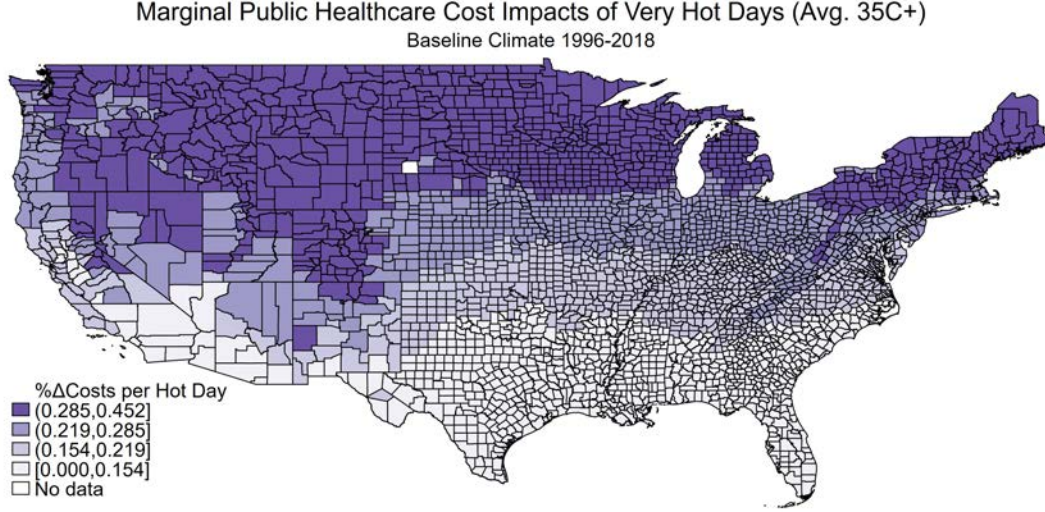 Marginal Public Healthcare Cost Impacts of Very Hot Days (Avg. 35C+)
Baseline Climate 1996-2018
%ΔCosts per Hot Day
(0.285,0.452]
(0.219,0.285]
(0.154,0.219]
[0.000,0.154]
No data